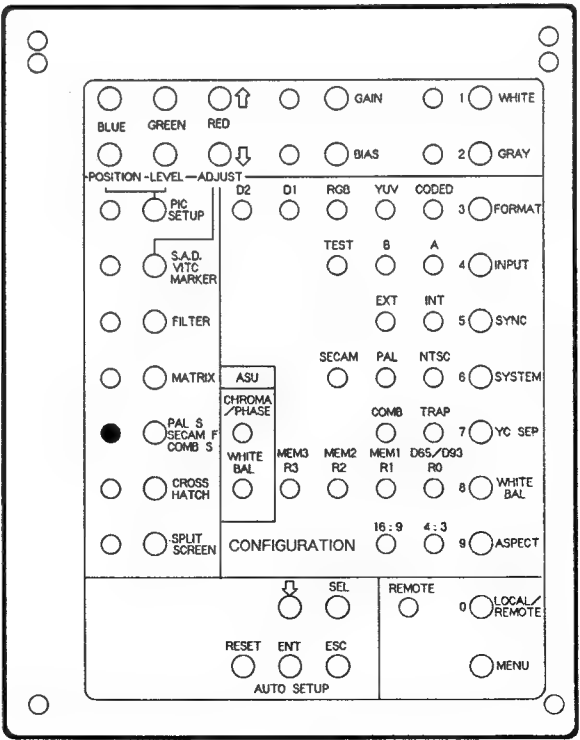 GAIN 1 WHITE
BLUE GREEN RED
BIAS 2 GRAY
POSITION - LEVEL - ADJUST
D2 D1 RGB YUV CODED
PIC
SETUP
3 FORMAT
TEST B A
S.A.D.
VITC
MARKER
4 INPUT
EXT INT
FILTER
5 SYNC
SECAM PAL NTSC
MATRIX
ASU
6 SYSTEM
CHROMA
/PHASE
COMB TRAP
PAL S
SECAM F
COMB S
7 YC SEP
WHITE
BAL
MEM3
R3
MEM2
R2
MEM1
R1
D65/D93
R0
CROSS
HATCH
8 WHITE
BAL
16:9 4:3
SPLIT
SCREEN
CONFIGURATION
9 ASPECT
SEL
REMOTE
0 LOCAL/
REMOTE
RESET ENT ESC
MENU
AUTO SETUP